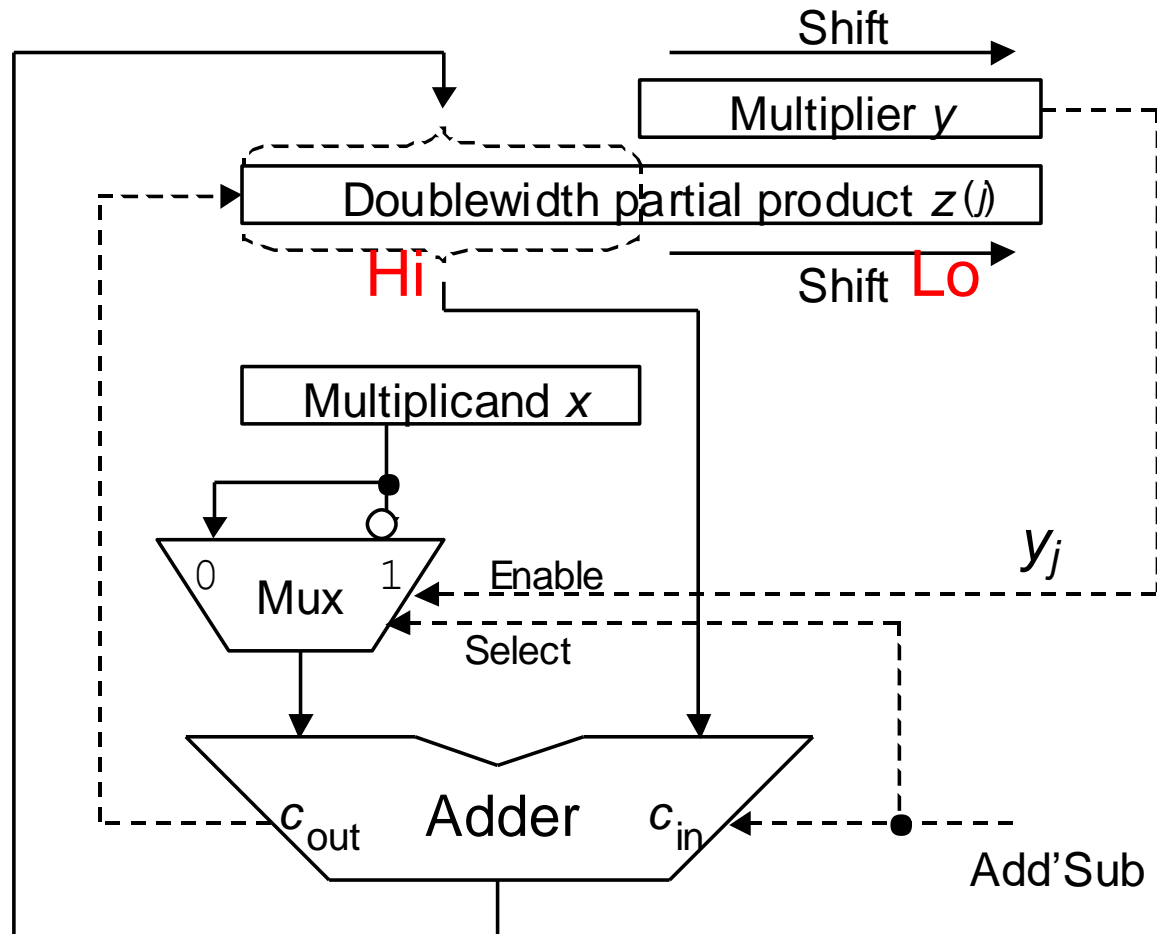 Shift
Multiplier y
Doublewidth partial product z(j)
Hi
Shift
Lo
Multiplicand x
0
Mux
1
Enable
y_j
Select
c_out
Adder
c_in
Add'Sub